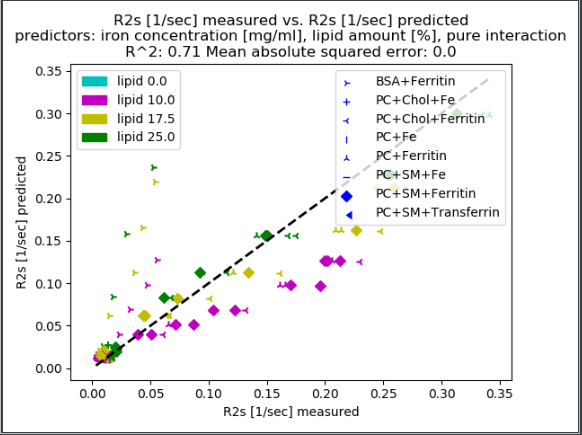 R2s [1/sec] measured vs. R2s [1/sec] predicted
predictors: iron concentration [mg/ml], lipid amount [%], pure interaction
R^2: 0.71 Mean absolute squared error: 0.0
0.35
0.30
0.25
0.20
0.15
0.10
0.05
0.00
R2s [1/sec] predicted
lipid 0.0
lipid 10.0
lipid 17.5
lipid 25.0
BSA+Ferritin
PC+Chol+Fe
PC+Chol+Ferritin
PC+Fe
PC+Ferritin
PC+SM+Fe
PC+SM+Ferritin
PC+SM+Transferrin
0.00 0.05 0.10 0.15 0.20 0.25 0.30 0.35
R2s [1/sec] measured